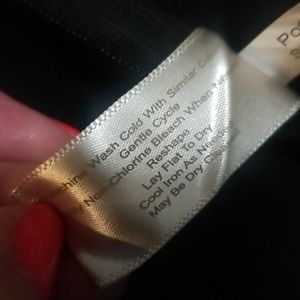 Wash Cold With Similar
Gentle Cycle
Non-Chlorine Bleach When
Reshape
Lay Flat To Dry
Cool Iron As
May Be Dry